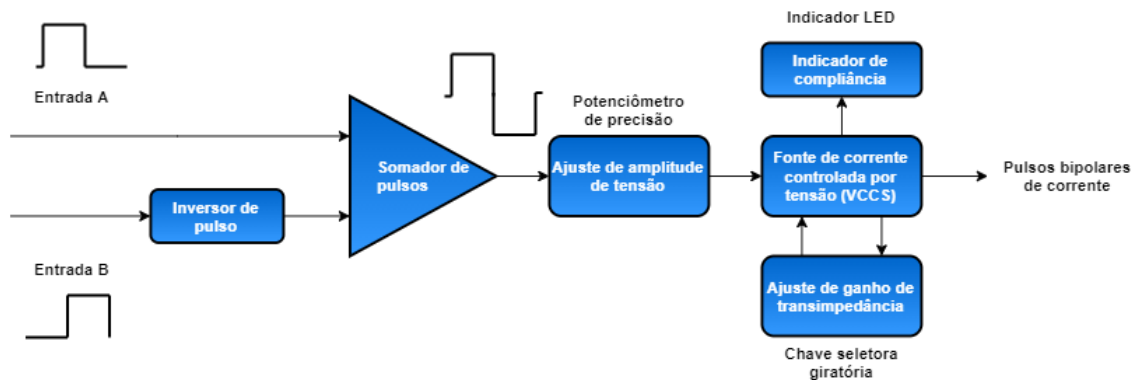 Indicador LED
Indicador de
compliância
Entrada A
Potenciômetro
de precisão
Somador de
pulsos
Ajuste de amplitude
de tensão
Fonte de corrente
controlada por
tensão (VCCS)
Pulsos bipolares
de corrente
Inversor de
pulso
Entrada B
Ajuste de ganho de
transimpedância
Chave seletora
giratória